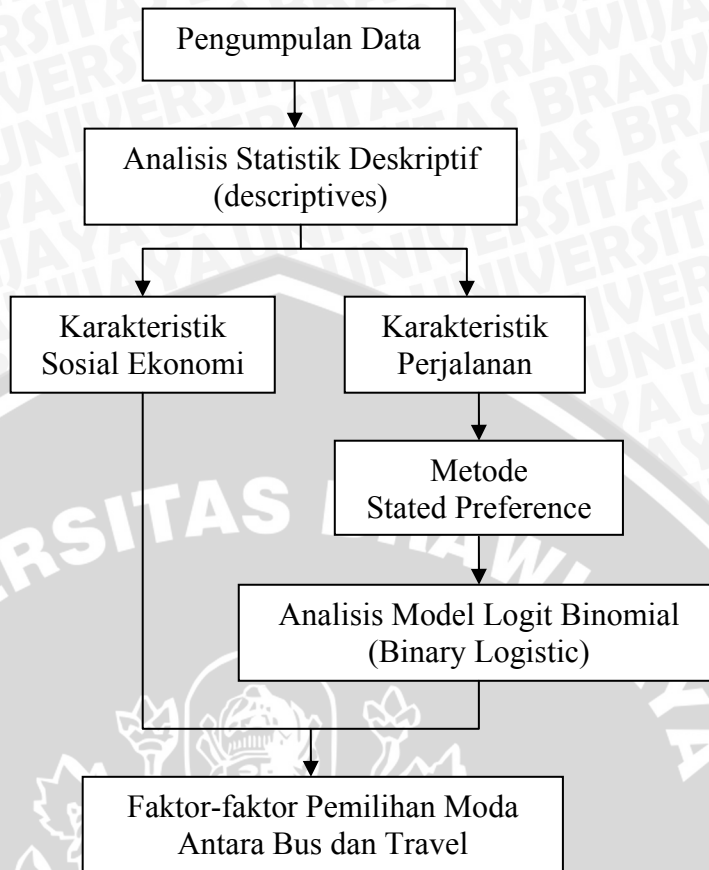 Pengumpulan Data
Analisis Statistik Deskriptif
(descriptives)
Karakteristik
Sosial Ekonomi
Karakteristik
Perjalanan
Metode
Stated Preference
Analisis Model Logit Binomial
(Binary Logistic)
Faktor-faktor Pemilihan Moda
Antara Bus dan Travel